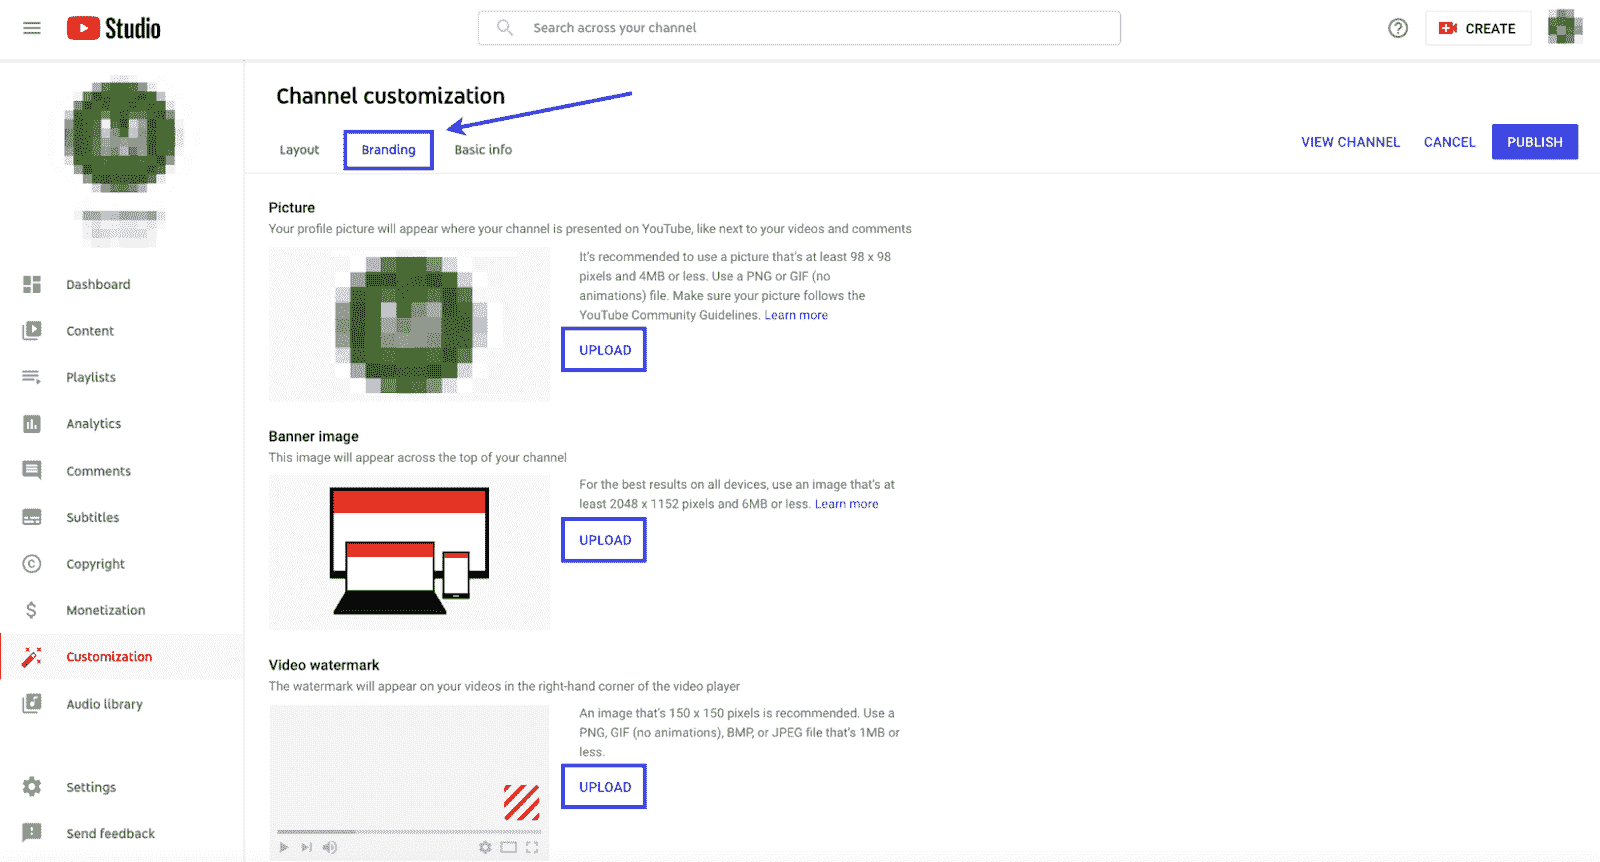 Studio
Search across your channel
CREATE
Channel customization
Layout
Branding
Basic info
VIEW CHANNEL
CANCEL
PUBLISH
Dashboard
Content
Playlists
Analytics
Comments
Subtitles
Copyright
Monetization
Customization
Audio library
Settings
Send feedback
Picture
Your profile picture will appear where your channel is presented on YouTube, like next to your videos and comments
It's recommended to use a picture that's at least 98 x 98
pixels and 4MB or less. Use a PNG or GIF (no
animations) file. Make sure your picture follows the
YouTube Community Guidelines. Learn more
UPLOAD
Banner image
This image will appear across the top of your channel
For the best results on all devices, use an image that's at
least 2048 x 1152 pixels and 6MB or less. Learn more
UPLOAD
Video watermark
The watermark will appear on your videos in the right-hand corner of the video player
An image that's 150 x 150 pixels is recommended. Use a
PNG, GIF (no animations), BMP, or JPEG file that's 1MB or
less.
UPLOAD